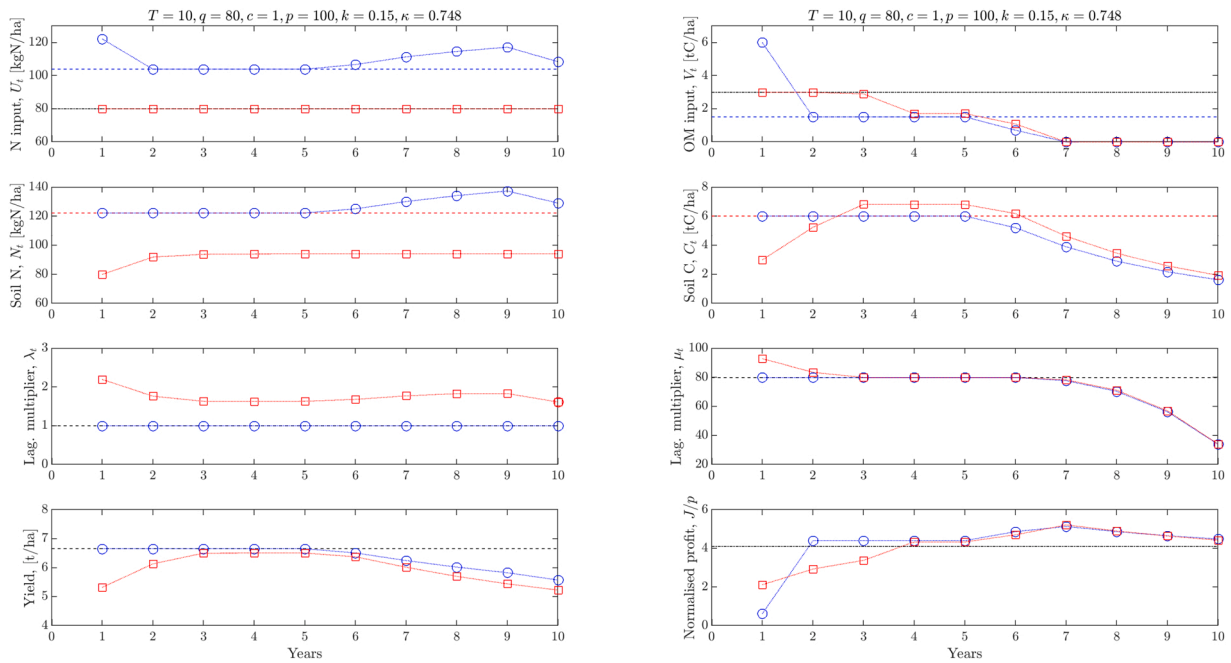 T = 10, q = 80, c = 1, p = 100, k = 0.15, κ = 0.748
N input, U_t [kgN/ha]
120
100
80
60
0 1 2 3 4 5 6 7 8 9 10
Soil N, N_t [kgN/ha]
140
120
100
80
60
0 1 2 3 4 5 6 7 8 9 10
Lag. multiplier, λ_t
3
2
1
0
0 1 2 3 4 5 6 7 8 9 10
Yield, [t/ha]
8
7
6
5
4
0 1 2 3 4 5 6 7 8 9 10
Years
T = 10, q = 80, c = 1, p = 100, k = 0.15, κ = 0.748
OM input, V_t [tC/ha]
6
4
2
0
0 1 2 3 4 5 6 7 8 9 10
Soil C, C_t [tC/ha]
8
6
4
2
0
0 1 2 3 4 5 6 7 8 9 10
Lag. multiplier, μ_t
100
80
60
40
20
0 1 2 3 4 5 6 7 8 9 10
Normalised profit, J/p
6
4
2
0
0 1 2 3 4 5 6 7 8 9 10
Years